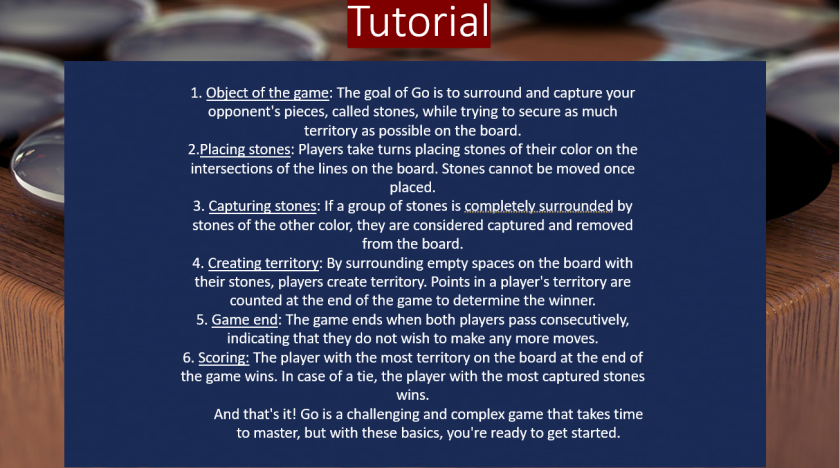 Tutorial
1. Object of the game: The goal of Go is to surround and capture your
opponent's pieces, called stones, while trying to secure as much
territory as possible on the board.
2.Placing stones: Players take turns placing stones of their color on the
intersections of the lines on the board. Stones cannot be moved once
placed.
3. Capturing stones: If a group of stones is completely surrounded by
stones of the other color, they are considered captured and removed
from the board.
4. Creating territory: By surrounding empty spaces on the board with
their stones, players create territory. Points in a player's territory are
counted at the end of the game to determine the winner.
5. Game end: The game ends when both players pass consecutively,
indicating that they do not wish to make any more moves.
6. Scoring: The player with the most territory on the board at the end of
the game wins. In case of a tie, the player with the most captured stones
wins.
And that's it! Go is a challenging and complex game that takes time
to master, but with these basics, you're ready to get started.